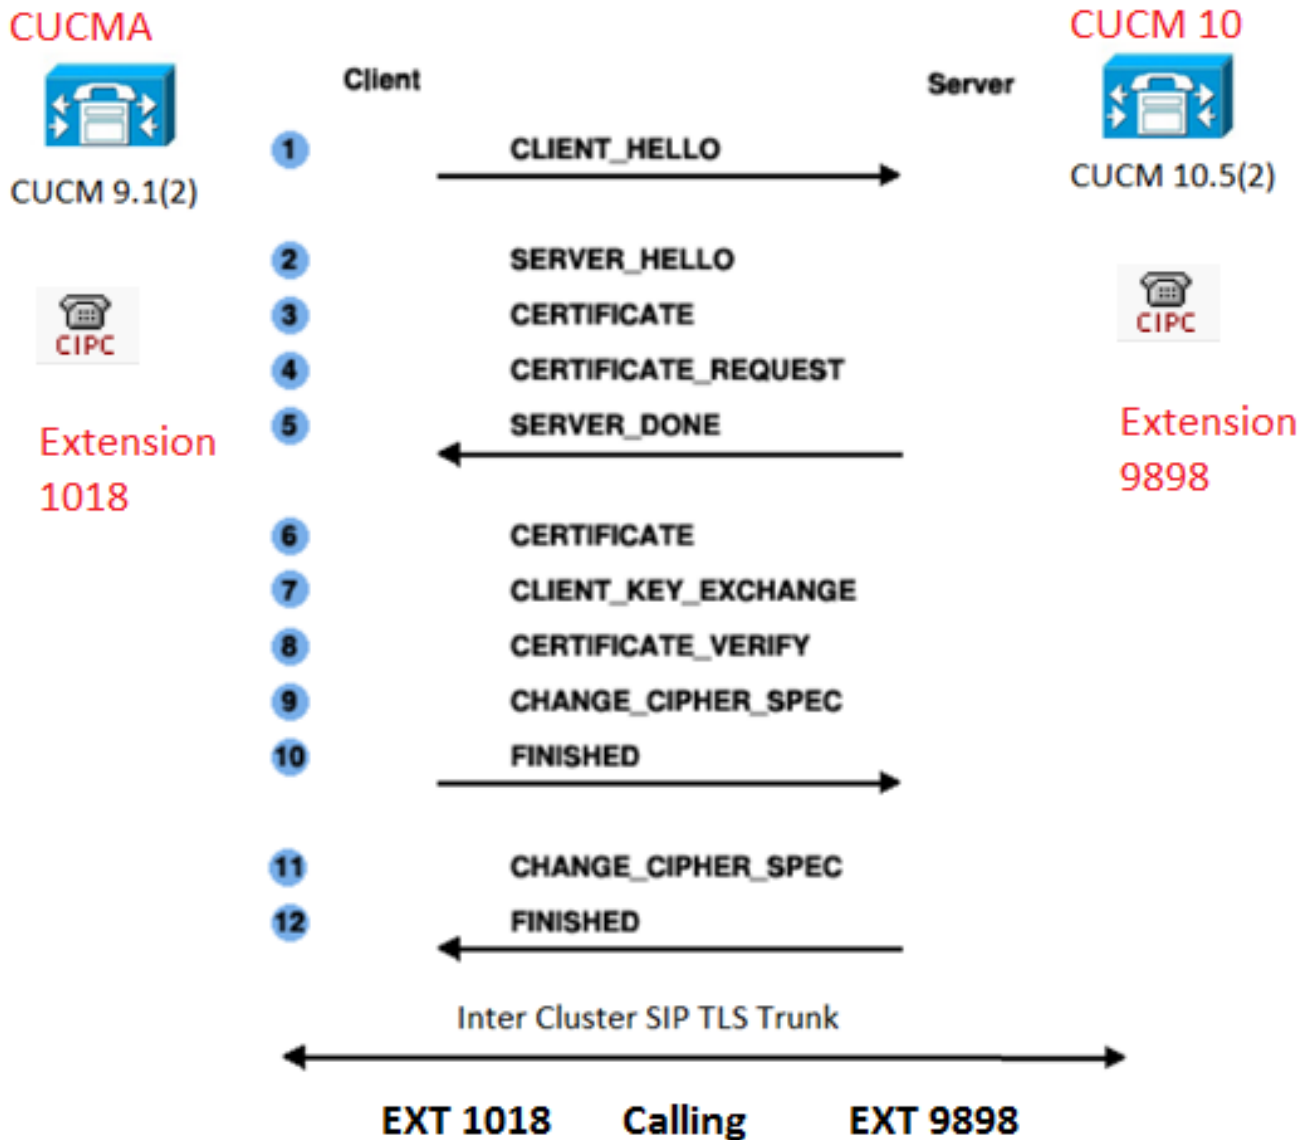 CUCMA
CUCM 10
Client
Server
1 CLIENT_HELLO
CUCM 9.1(2)
CUCM 10.5(2)
2 SERVER_HELLO
3 CERTIFICATE
CIPC
CIPC
4 CERTIFICATE_REQUEST
5 SERVER_DONE
Extension
1018
Extension
9898
6 CERTIFICATE
7 CLIENT_KEY_EXCHANGE
8 CERTIFICATE_VERIFY
9 CHANGE_CIPHER_SPEC
10 FINISHED
11 CHANGE_CIPHER_SPEC
12 FINISHED
Inter Cluster SIP TLS Trunk
EXT 1018 Calling EXT 9898